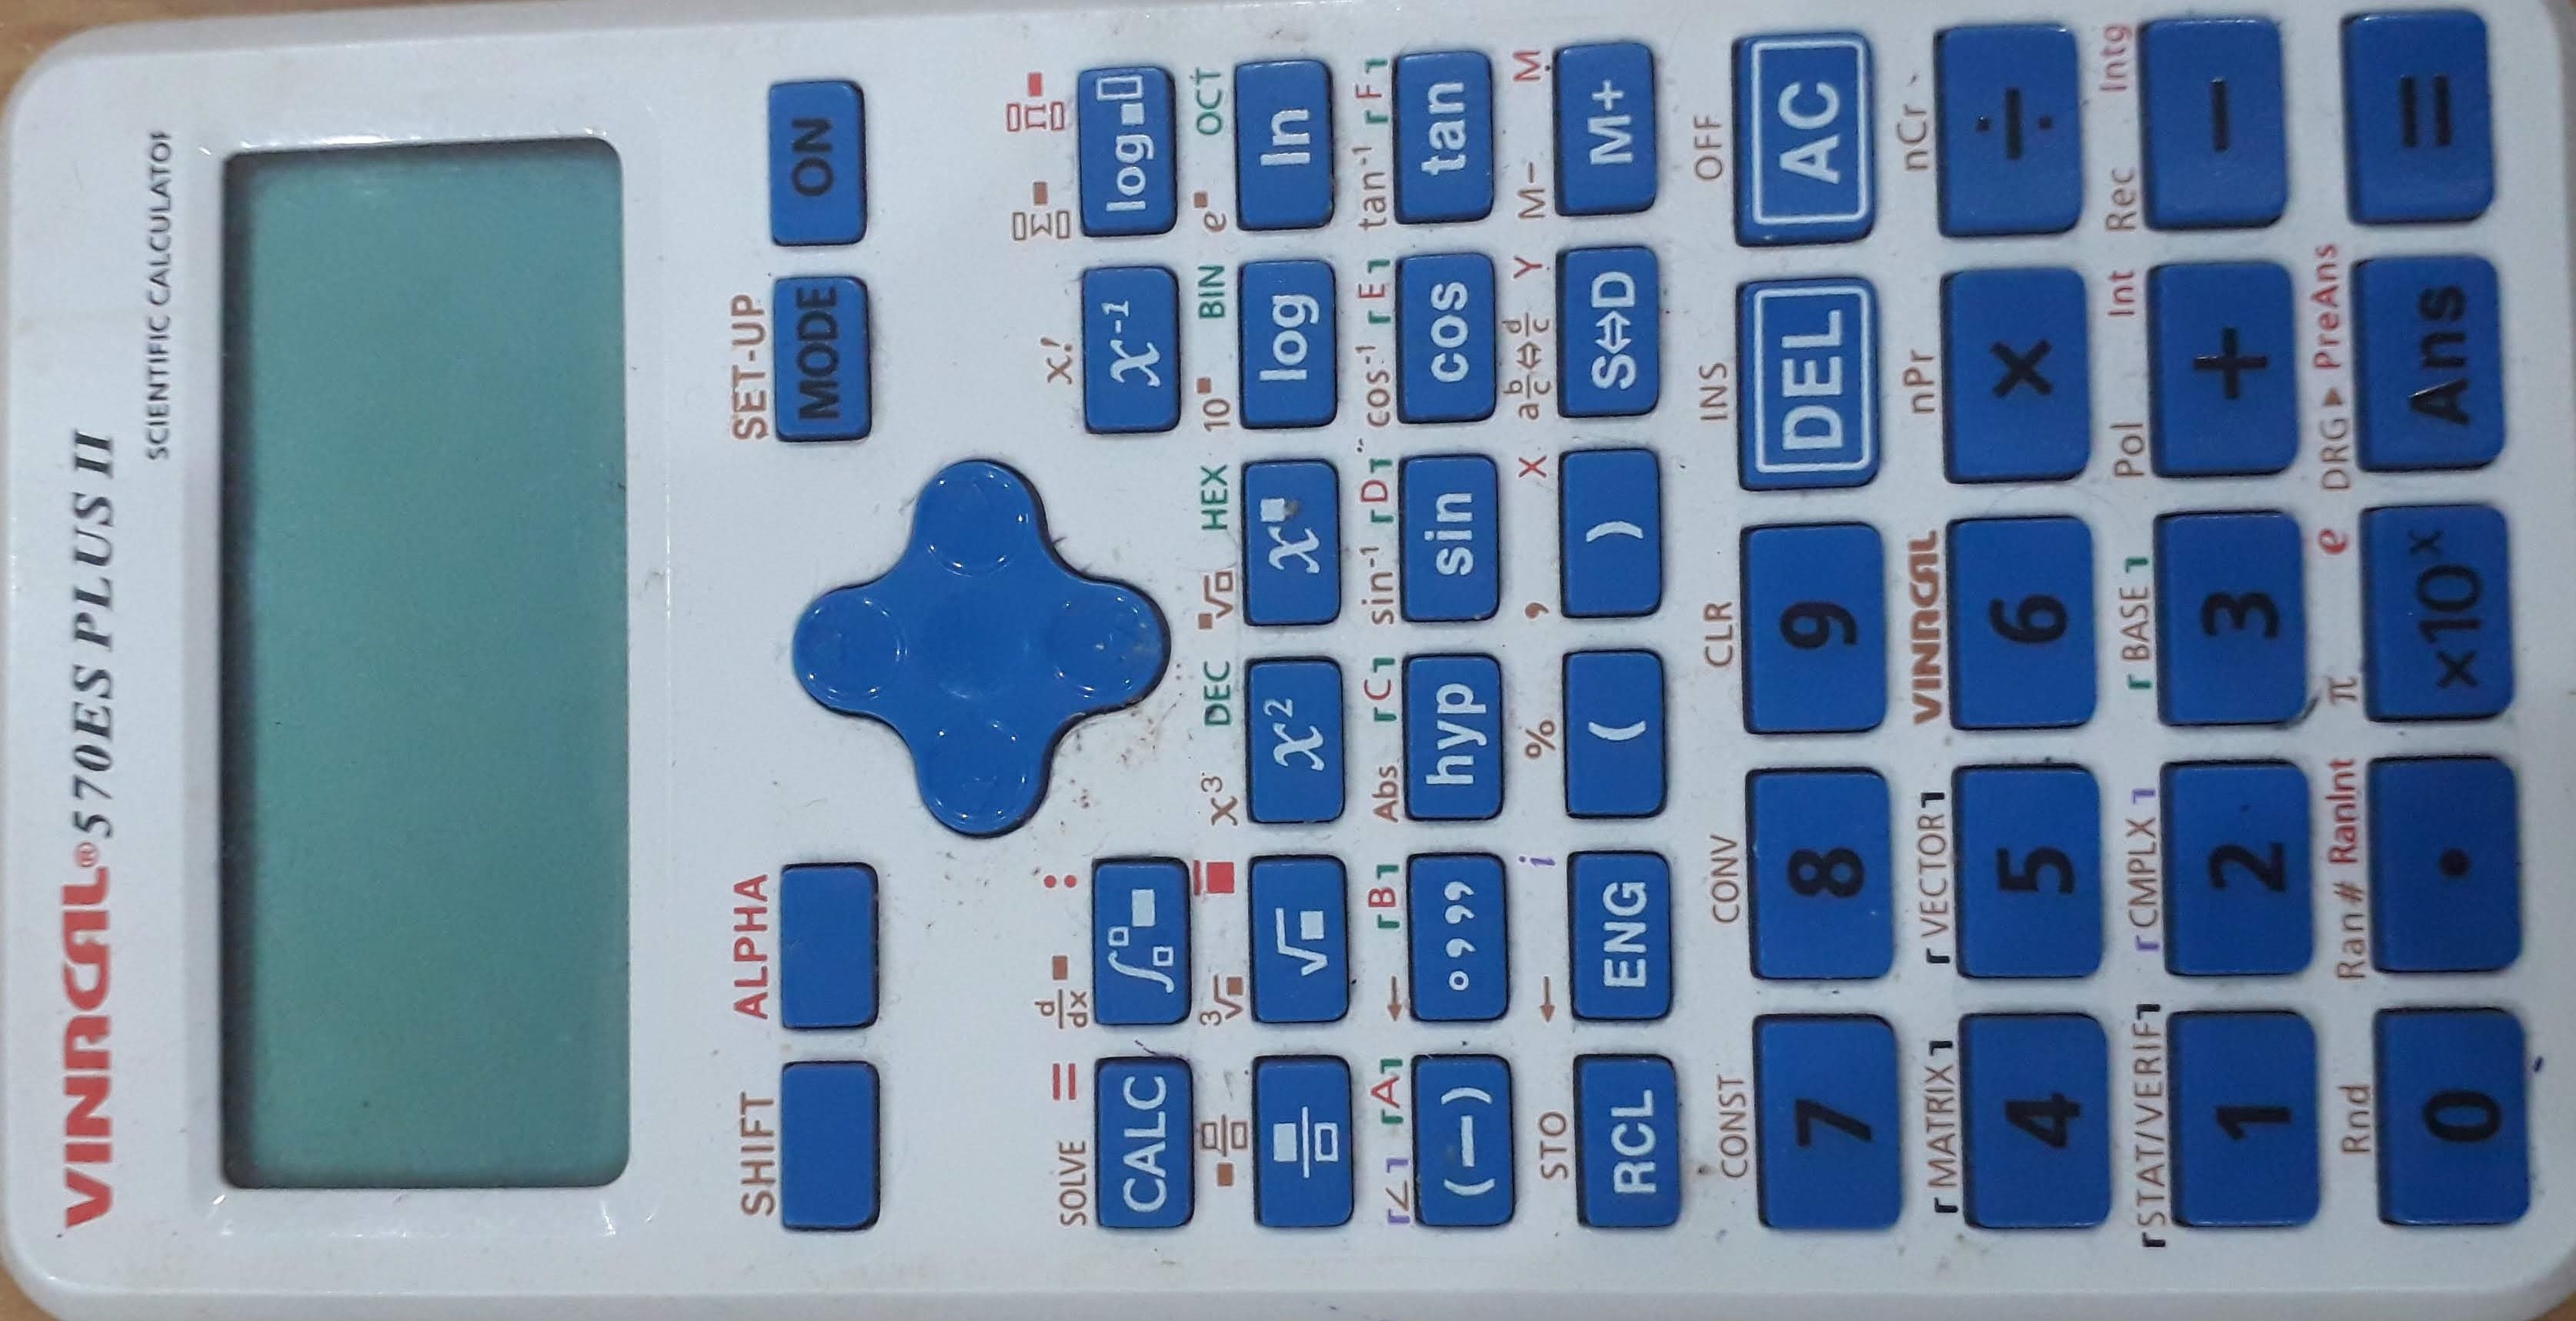 VINACAL® 570ES PLUS II
SCIENTIFIC CALCULATOR
SHIFT ALPHA SET-UP
MODE ON
SOLVE = d/dx ■ : x! Σ Π
CALC ∫ x⁻¹ log
³√ x³ DEC √ HEX 10 BIN e OCT
√ x² x log ln
∠ A ← B Abs C sin⁻¹ D cos⁻¹ E tan⁻¹ F
(−) ° , ,, hyp sin cos tan
STO ← i % , X a b/c⇔d/c Y M− M
RCL ENG ( ) S⇔D M+
CONST CONV CLR INS OFF
7 8 9 DEL AC
MATRIX VECTOR VINACAL nPr nCr
4 5 6 × ÷
STAT/VERIF CMPLX BASE Pol Int Rec Intg
1 2 3 + −
Rnd Ran# RanInt π e DRG▶ PreAns
0 • ×10ˣ Ans =